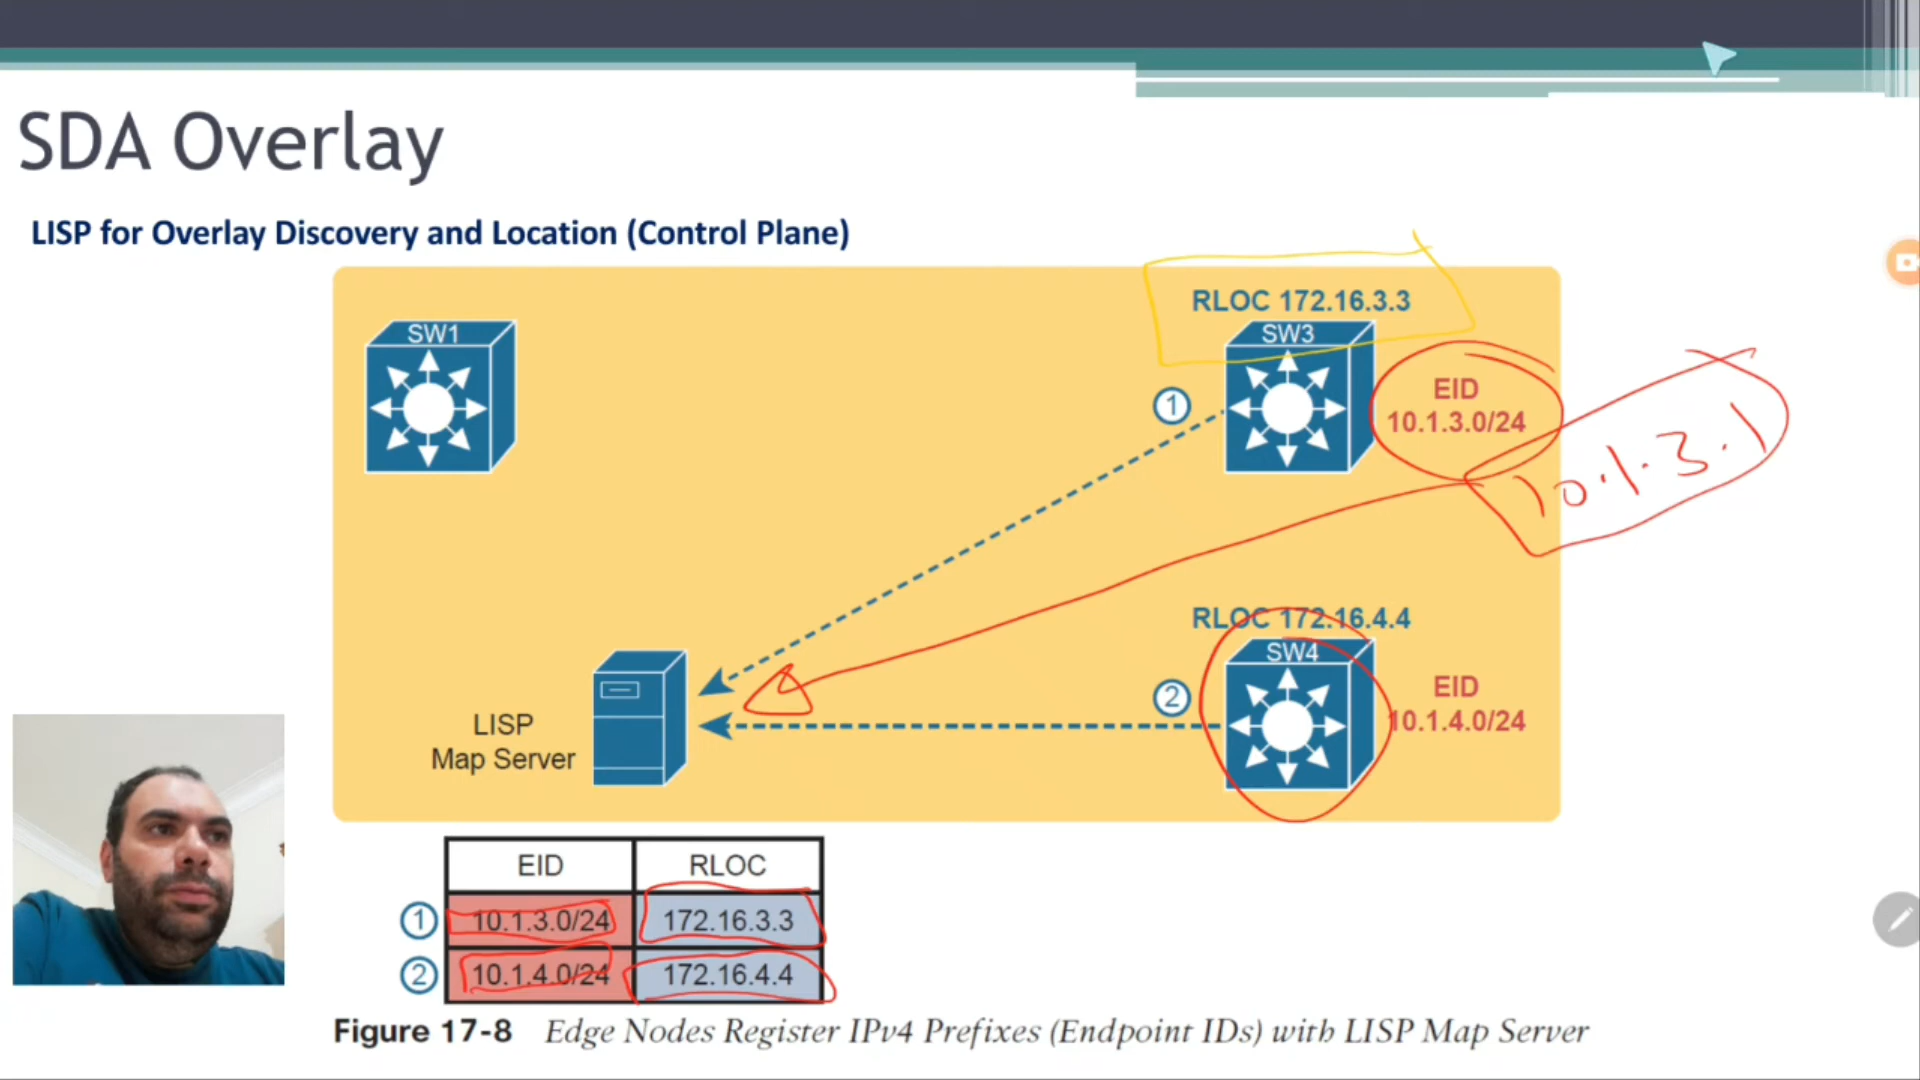 SDA Overlay
LISP for Overlay Discovery and Location (Control Plane)
RLOC 172.16.3.3
SW1
SW3
1
EID
10.1.3.0/24
10.1.3.1
RLOC 172.16.4.4
SW4
2
EID
10.1.4.0/24
LISP
Map Server
EID RLOC
1 10.1.3.0/24 172.16.3.3
2 10.1.4.0/24 172.16.4.4
Figure 17-8 Edge Nodes Register IPv4 Prefixes (Endpoint IDs) with LISP Map Server